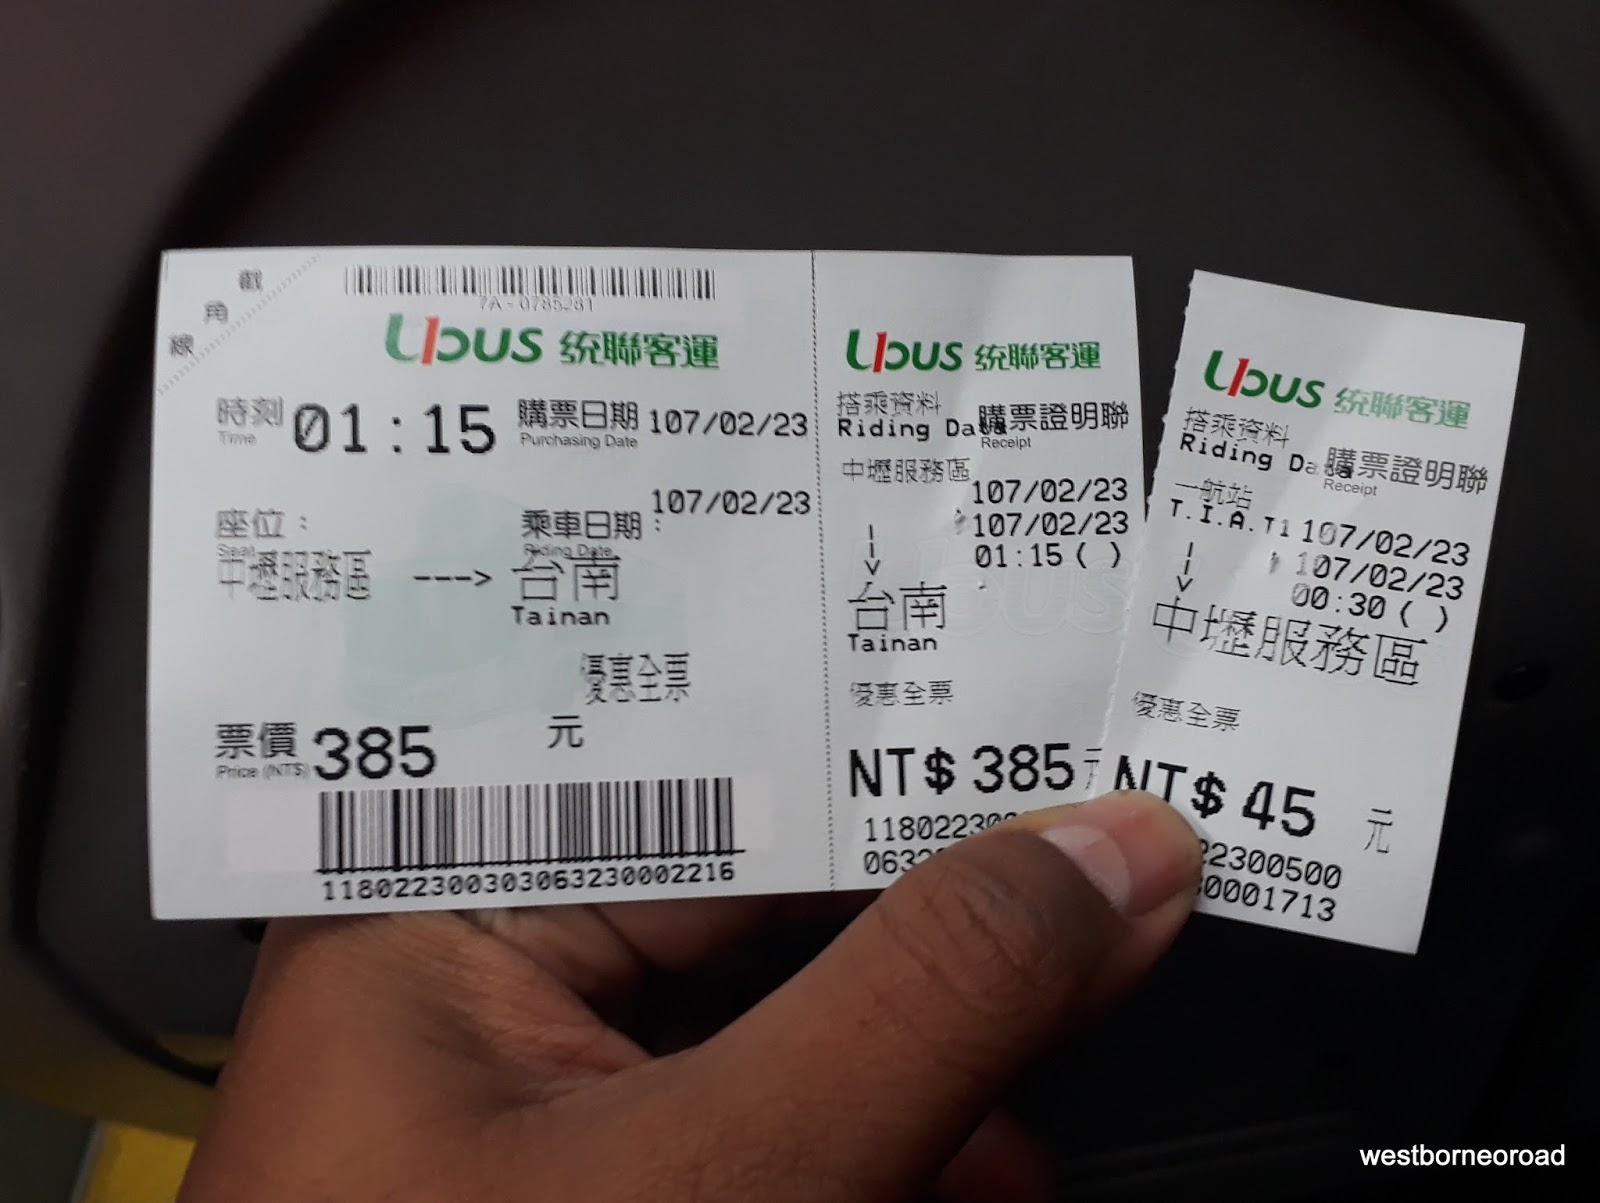 截角線
7A-0785281
Ubus 統聯客運
時刻 01:15 購票日期 107/02/23
Time Purchasing Date
107/02/23
座位： 乘車日期：
Seat Riding Date
中壢服務區 ---> 台南
Tainan
優惠全票
票價 385 元
Price (NT$)
118022300303063230002216
Ubus 統聯客運
搭乘資料 購票證明聯
Riding Data Receipt
中壢服務區
107/02/23
107/02/23
01:15 ( )
台南
Tainan
優惠全票
NT$ 385
Ubus 統聯客運
搭乘資料 購票證明聯
Riding Data Receipt
一航站
T.I.A.T1 107/02/23
107/02/23
00:30 ( )
中壢服務區
優惠全票
NT$ 45 元
22300500
0001713
westborneoroad